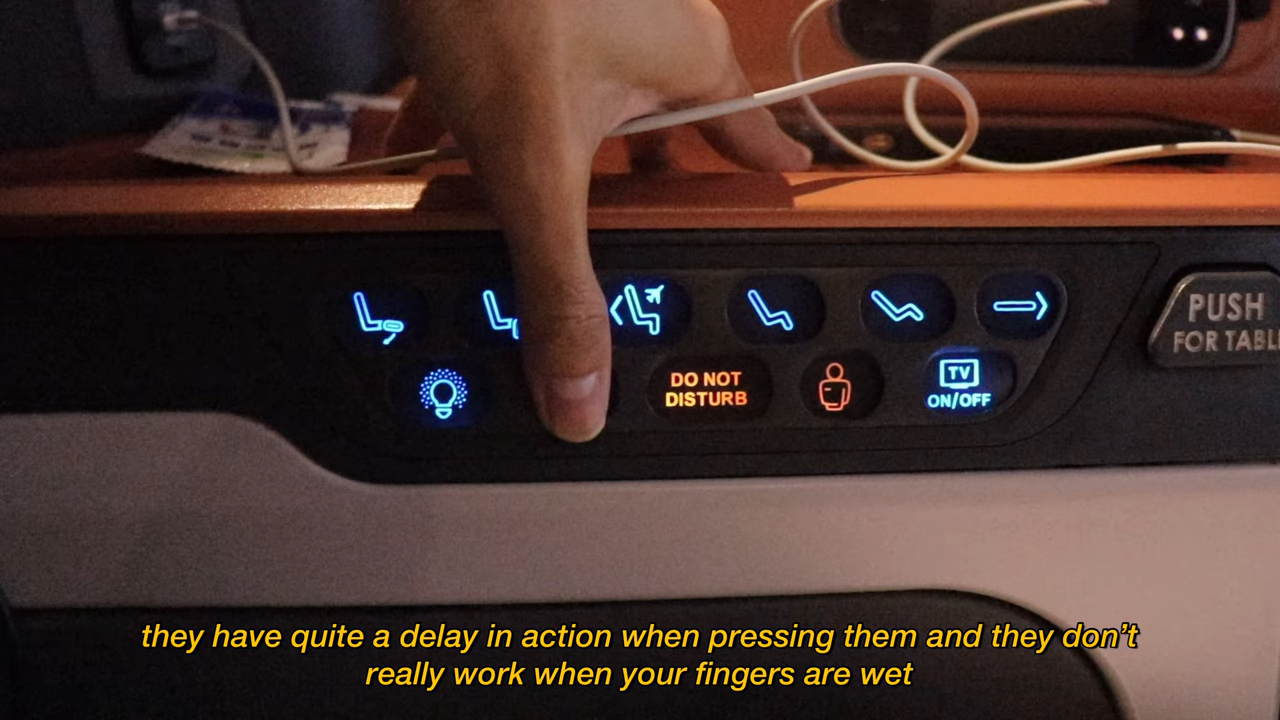 PUSH
FOR TABL
DO NOT
DISTURB
TV
ON/OFF
they have quite a delay in action when pressing them and they don’t
really work when your fingers are wet